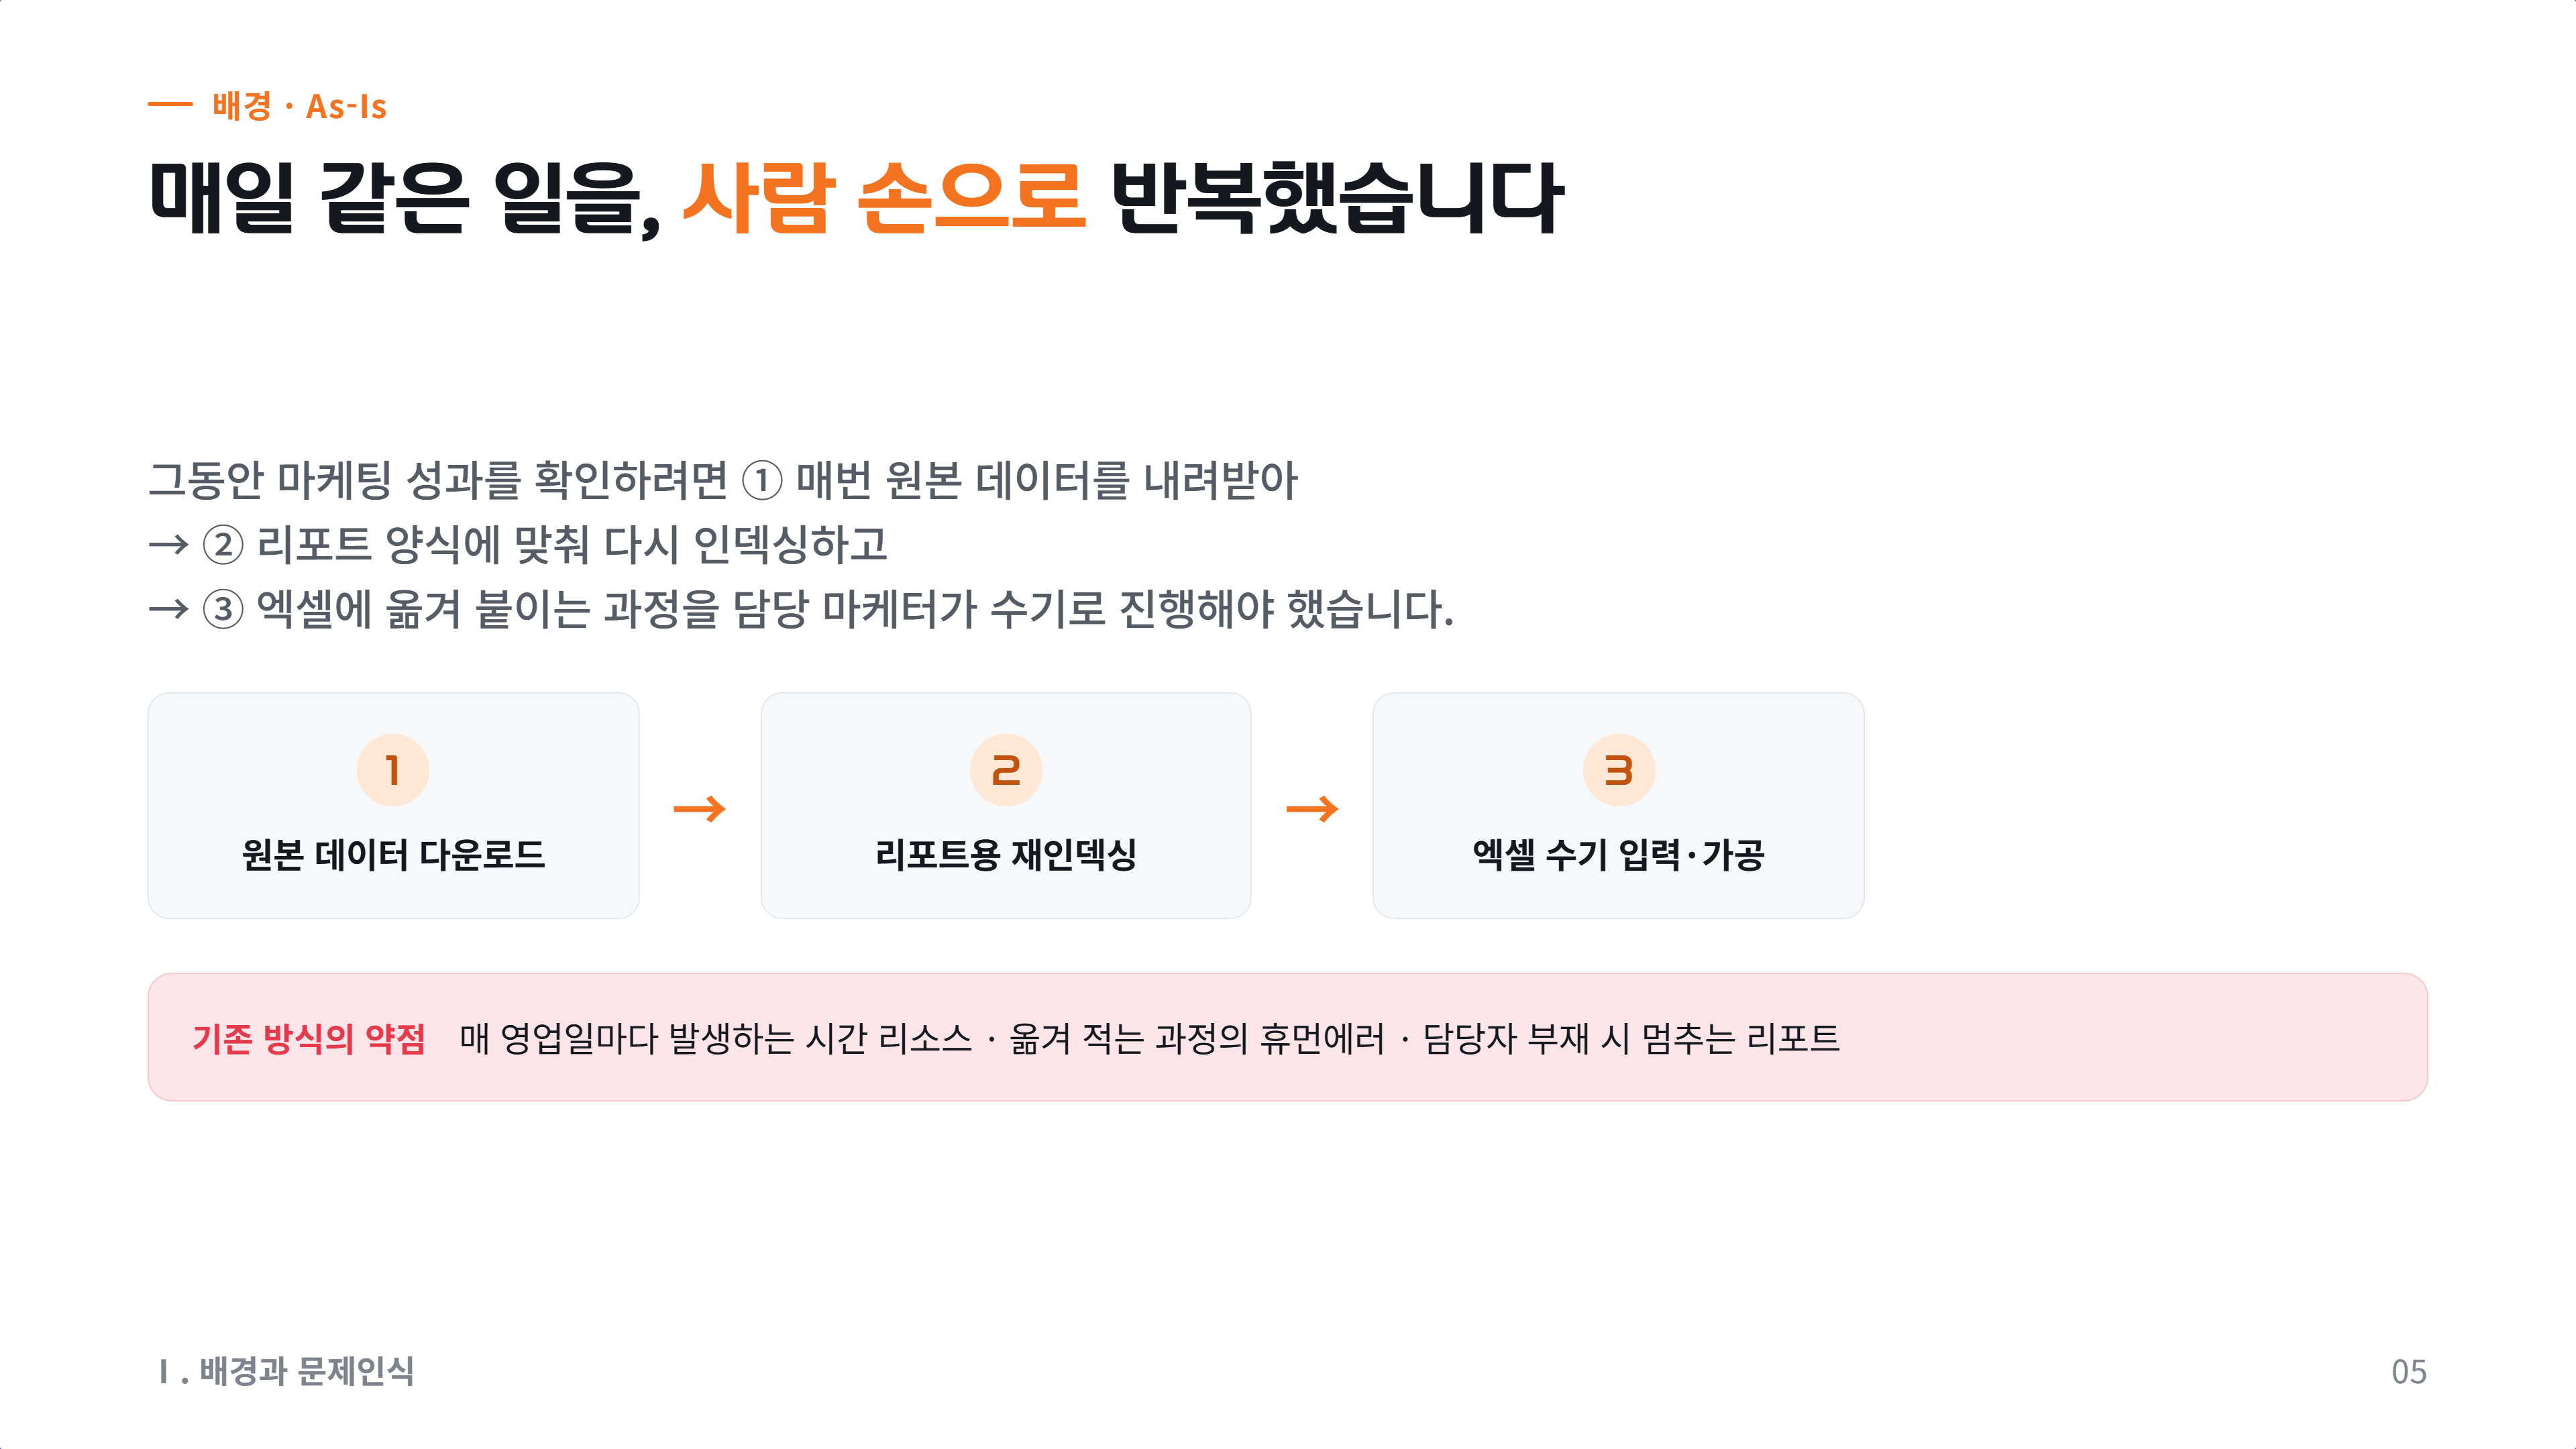 배경 · As-Is
매일 같은 일을, 사람 손으로 반복했습니다
그동안 마케팅 성과를 확인하려면 ① 매번 원본 데이터를 내려받아
→ ② 리포트 양식에 맞춰 다시 인덱싱하고
→ ③ 엑셀에 옮겨 붙이는 과정을 담당 마케터가 수기로 진행해야 했습니다.
1
원본 데이터 다운로드
→
2
리포트용 재인덱싱
→
3
엑셀 수기 입력·가공
기존 방식의 약점 매 영업일마다 발생하는 시간 리소스 · 옮겨 적는 과정의 휴먼에러 · 담당자 부재 시 멈추는 리포트
Ⅰ. 배경과 문제인식
05